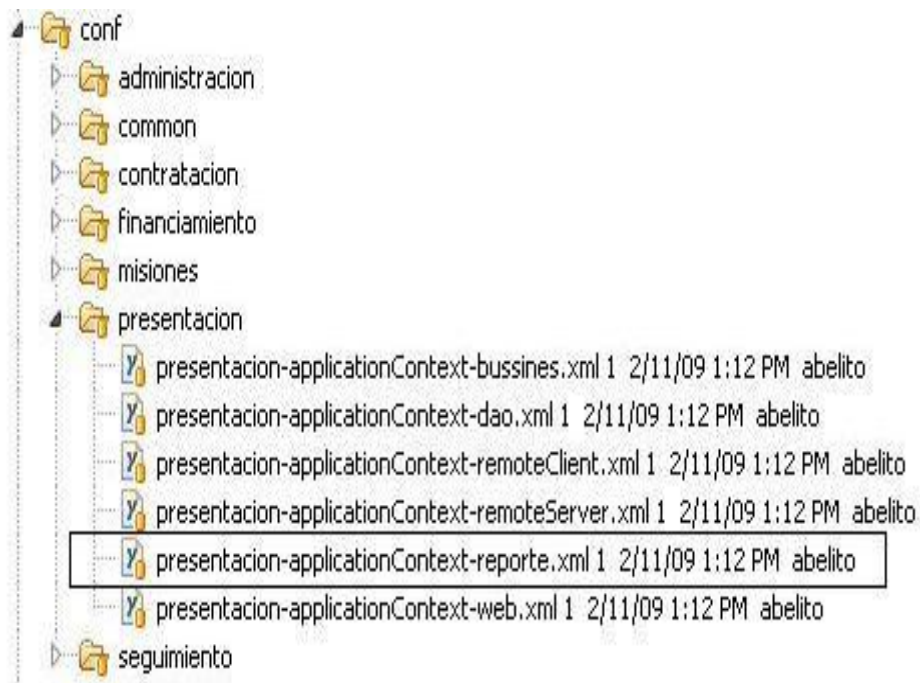 conf
administracion
common
contratacion
financiamiento
misiones
presentacion
presentacion-applicationContext-bussines.xml 1 2/11/09 1:12 PM abelito
presentacion-applicationContext-dao.xml 1 2/11/09 1:12 PM abelito
presentacion-applicationContext-remoteClient.xml 1 2/11/09 1:12 PM abelito
presentacion-applicationContext-remoteServer.xml 1 2/11/09 1:12 PM abelito
presentacion-applicationContext-reporte.xml 1 2/11/09 1:12 PM abelito
presentacion-applicationContext-web.xml 1 2/11/09 1:12 PM abelito
seguimiento